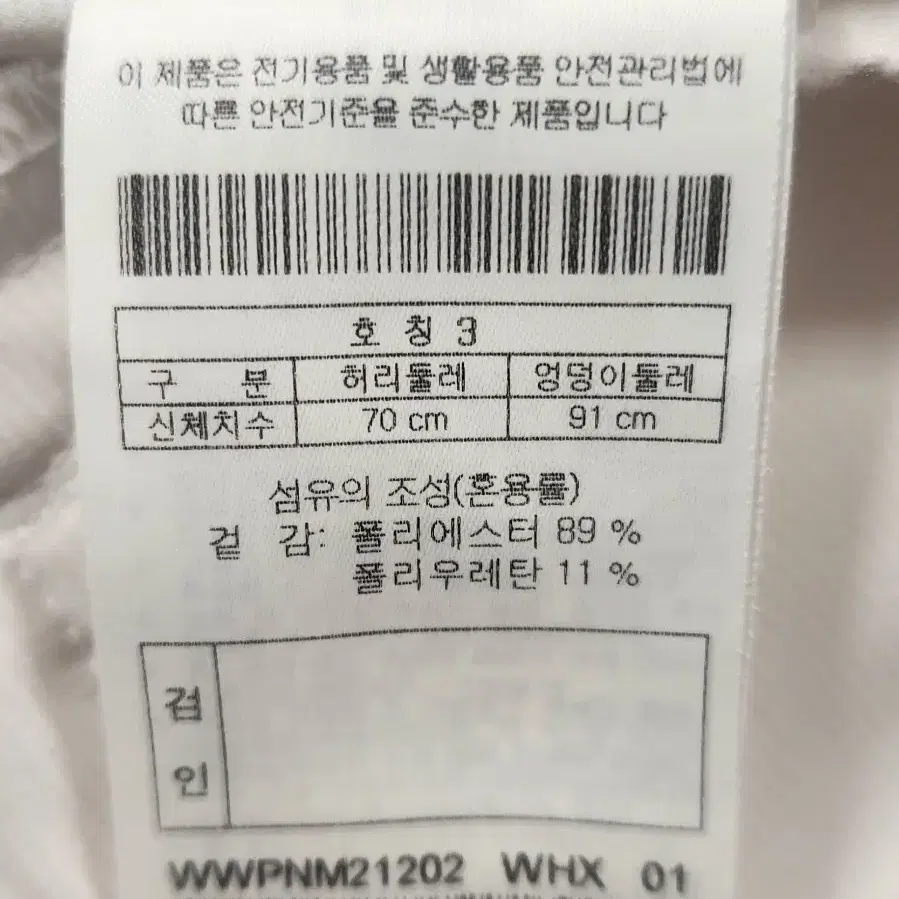 이 제품은 전기용품 및 생활용품 안전관리법에
따른 안전기준을 준수한 제품입니다
호 칭 3
구 분 허리둘레 엉덩이둘레
신체치수 70 cm 91 cm
섬유의 조성(혼용률)
겉 감: 폴리에스터 89 %
폴리우레탄 11 %
검
인
WWPNM21202 WHX 01